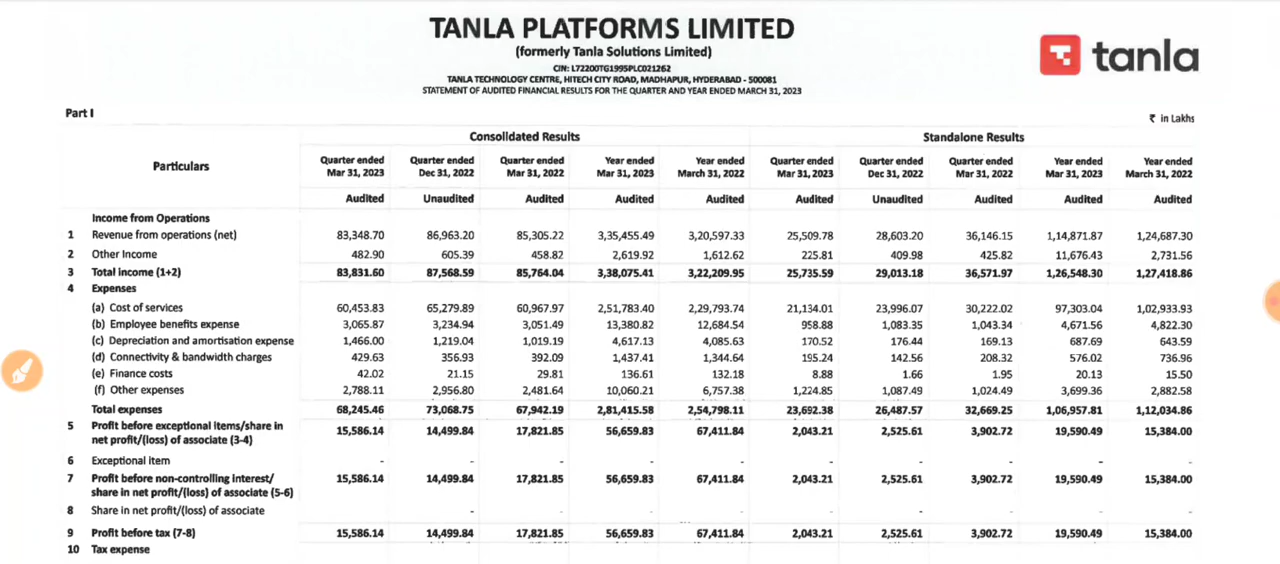 TANLA PLATFORMS LIMITED
(formerly Tanla Solutions Limited)
CIN: L72200TG1995PLC021262
TANLA TECHNOLOGY CENTRE, HITECH CITY ROAD, MADHAPUR, HYDERABAD - 500081
STATEMENT OF AUDITED FINANCIAL RESULTS FOR THE QUARTER AND YEAR ENDED MARCH 31, 2023
tanla
Part I
₹ in Lakhs
Consolidated Results Standalone Results
Particulars
Quarter ended Quarter ended Quarter ended Year ended Year ended Quarter ended Quarter ended Quarter ended Year ended Year ended
Mar 31, 2023 Dec 31, 2022 Mar 31, 2022 Mar 31, 2023 March 31, 2022 Mar 31, 2023 Dec 31, 2022 Mar 31, 2022 Mar 31, 2023 March 31, 2022
Audited Unaudited Audited Audited Audited Audited Unaudited Audited Audited Audited
Income from Operations
1 Revenue from operations (net) 83,348.70 86,963.20 85,305.22 3,35,455.49 3,20,597.33 25,509.78 28,603.20 36,146.15 1,14,871.87 1,24,687.30
2 Other Income 482.90 605.39 458.82 2,619.92 1,612.62 225.81 409.98 425.82 11,676.43 2,731.56
3 Total income (1+2) 83,831.60 87,568.59 85,764.04 3,38,075.41 3,22,209.95 25,735.59 29,013.18 36,571.97 1,26,548.30 1,27,418.86
4 Expenses
(a) Cost of services 60,453.83 65,279.89 60,967.97 2,51,783.40 2,29,793.74 21,134.01 23,996.07 30,222.02 97,303.04 1,02,933.93
(b) Employee benefits expense 3,065.87 3,234.94 3,051.49 13,380.82 12,684.54 958.88 1,083.35 1,043.34 4,671.56 4,822.30
(c) Depreciation and amortisation expense 1,466.00 1,219.04 1,019.19 4,617.13 4,085.63 170.52 176.44 169.13 687.69 643.59
(d) Connectivity & bandwidth charges 429.63 356.93 392.09 1,437.41 1,344.64 195.24 142.56 208.32 576.02 736.96
(e) Finance costs 42.02 21.15 29.81 136.61 132.18 8.88 1.66 1.95 20.13 15.50
(f) Other expenses 2,788.11 2,956.80 2,481.64 10,060.21 6,757.38 1,224.85 1,087.49 1,024.49 3,699.36 2,882.58
Total expenses 68,245.46 73,068.75 67,942.19 2,81,415.58 2,54,798.11 23,692.38 26,487.57 32,669.25 1,06,957.81 1,12,034.86
5 Profit before exceptional items/share in
net profit/(loss) of associate (3-4) 15,586.14 14,499.84 17,821.85 56,659.83 67,411.84 2,043.21 2,525.61 3,902.72 19,590.49 15,384.00
6 Exceptional item - - - - - - - - - -
7 Profit before non-controlling interest/
share in net profit/(loss) of associate (5-6) 15,586.14 14,499.84 17,821.85 56,659.83 67,411.84 2,043.21 2,525.61 3,902.72 19,590.49 15,384.00
8 Share in net profit/(loss) of associate - - - - - - - - -
9 Profit before tax (7-8) 15,586.14 14,499.84 17,821.85 56,659.83 67,411.84 2,043.21 2,525.61 3,902.72 19,590.49 15,384.00
10 Tax expense